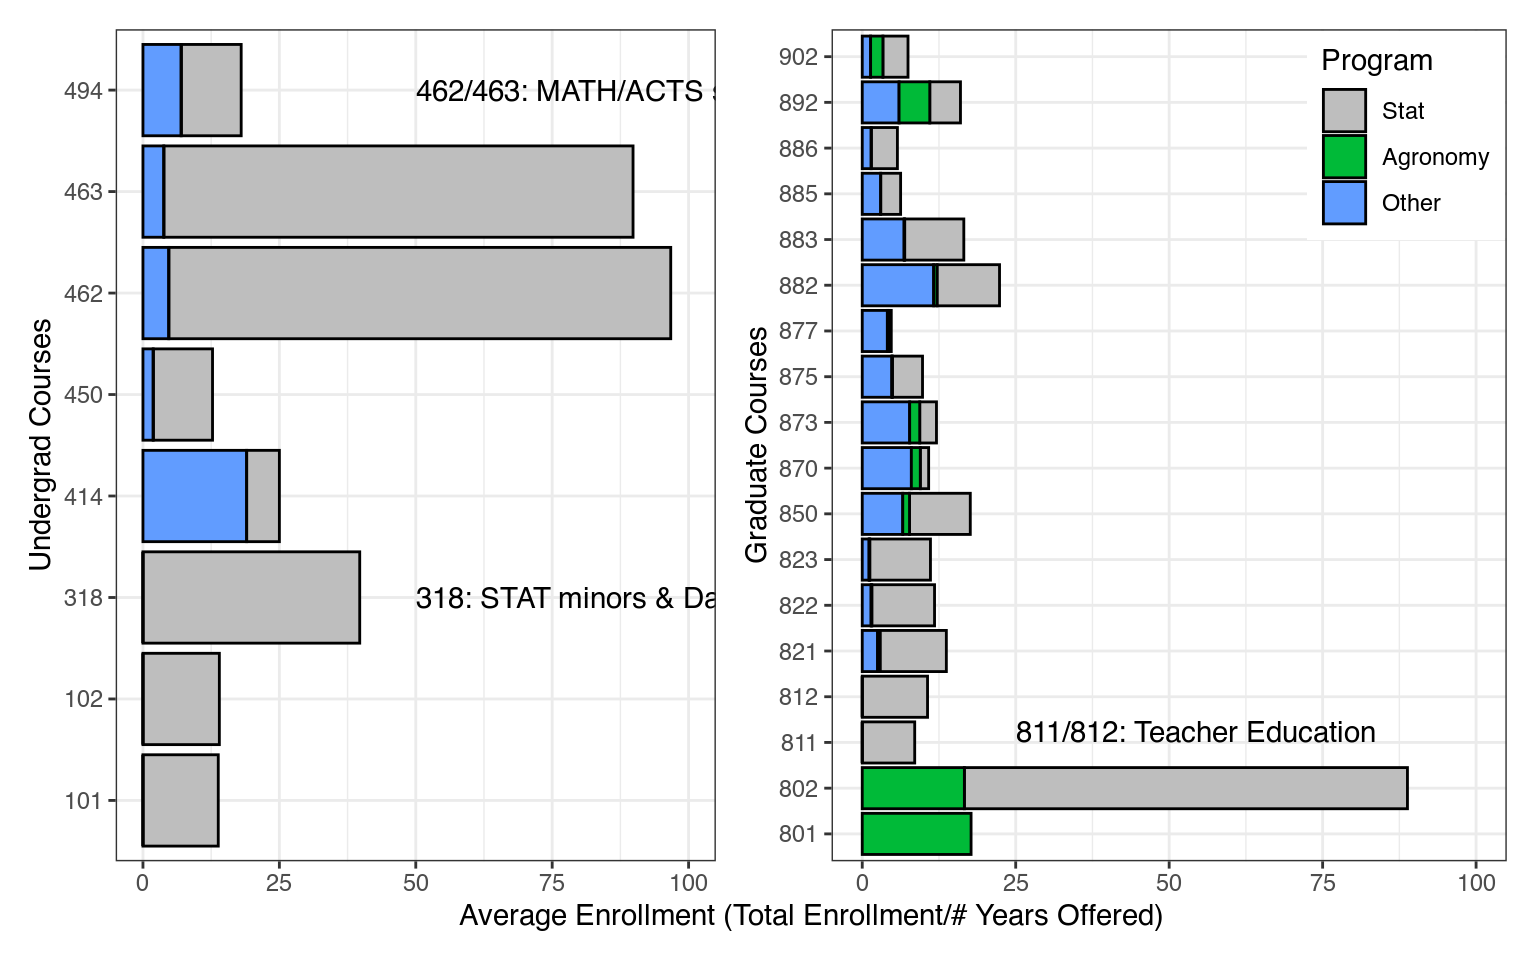 Undergrad Courses
494
463
462
450
414
318
102
101
462/463: MATH/ACTS
318: STAT minors & Da
0 25 50 75 100
Graduate Courses
902
892
886
885
883
882
877
875
873
870
850
823
822
821
812
811
802
801
811/812: Teacher Education
0 25 50 75 100
Program
Stat
Agronomy
Other
Average Enrollment (Total Enrollment/# Years Offered)